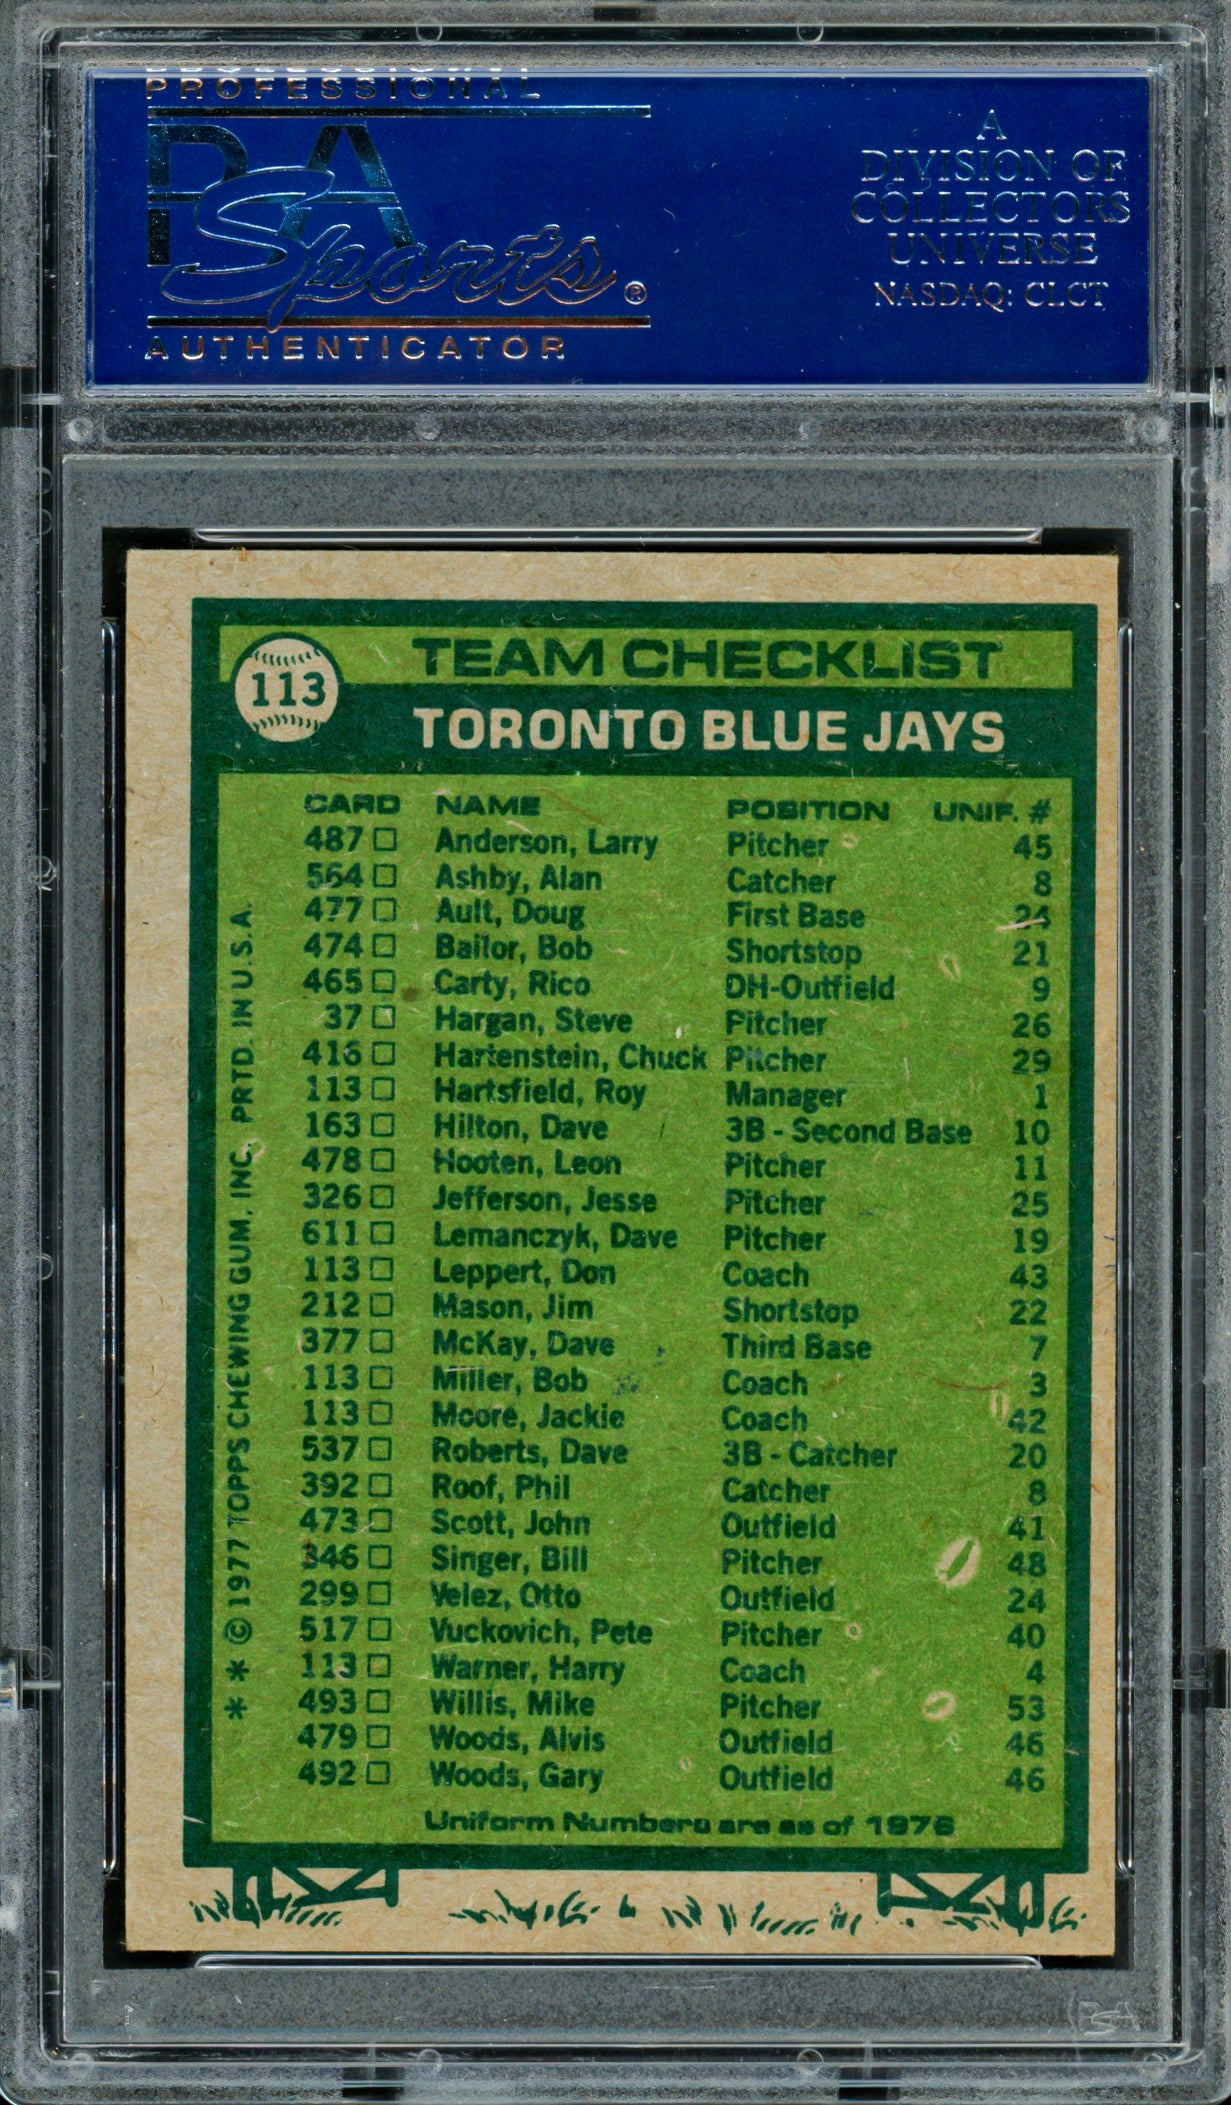 PROFESSIONAL
PSA
Sports®
AUTHENTICATOR
A
DIVISION OF
COLLECTORS
UNIVERSE
NASDAQ: CLCT
113
TEAM CHECKLIST
TORONTO BLUE JAYS
CARD NAME POSITION UNIF. #
487 □ Anderson, Larry Pitcher 45
564 □ Ashby, Alan Catcher 8
477 □ Ault, Doug First Base 24
474 □ Bailor, Bob Shortstop 21
465 □ Carty, Rico DH-Outfield 9
37 □ Hargan, Steve Pitcher 26
416 □ Hartenstein, Chuck Pitcher 29
113 □ Hartsfield, Roy Manager 1
163 □ Hilton, Dave 3B - Second Base 10
478 □ Hooten, Leon Pitcher 11
326 □ Jefferson, Jesse Pitcher 25
611 □ Lemanczyk, Dave Pitcher 19
113 □ Leppert, Don Coach 43
212 □ Mason, Jim Shortstop 22
377 □ McKay, Dave Third Base 7
113 □ Miller, Bob Coach 3
113 □ Moore, Jackie Coach 42
537 □ Roberts, Dave 3B - Catcher 20
392 □ Roof, Phil Catcher 8
473 □ Scott, John Outfield 41
346 □ Singer, Bill Pitcher 48
299 □ Velez, Otto Outfield 24
517 □ Vuckovich, Pete Pitcher 40
113 □ Warner, Harry Coach 4
493 □ Willis, Mike Pitcher 53
479 □ Woods, Alvis Outfield 46
492 □ Woods, Gary Outfield 46
Uniform Numbers are as of 1976
* * © 1977 TOPPS CHEWING GUM, INC. PRTD. IN U.S.A.
PSA